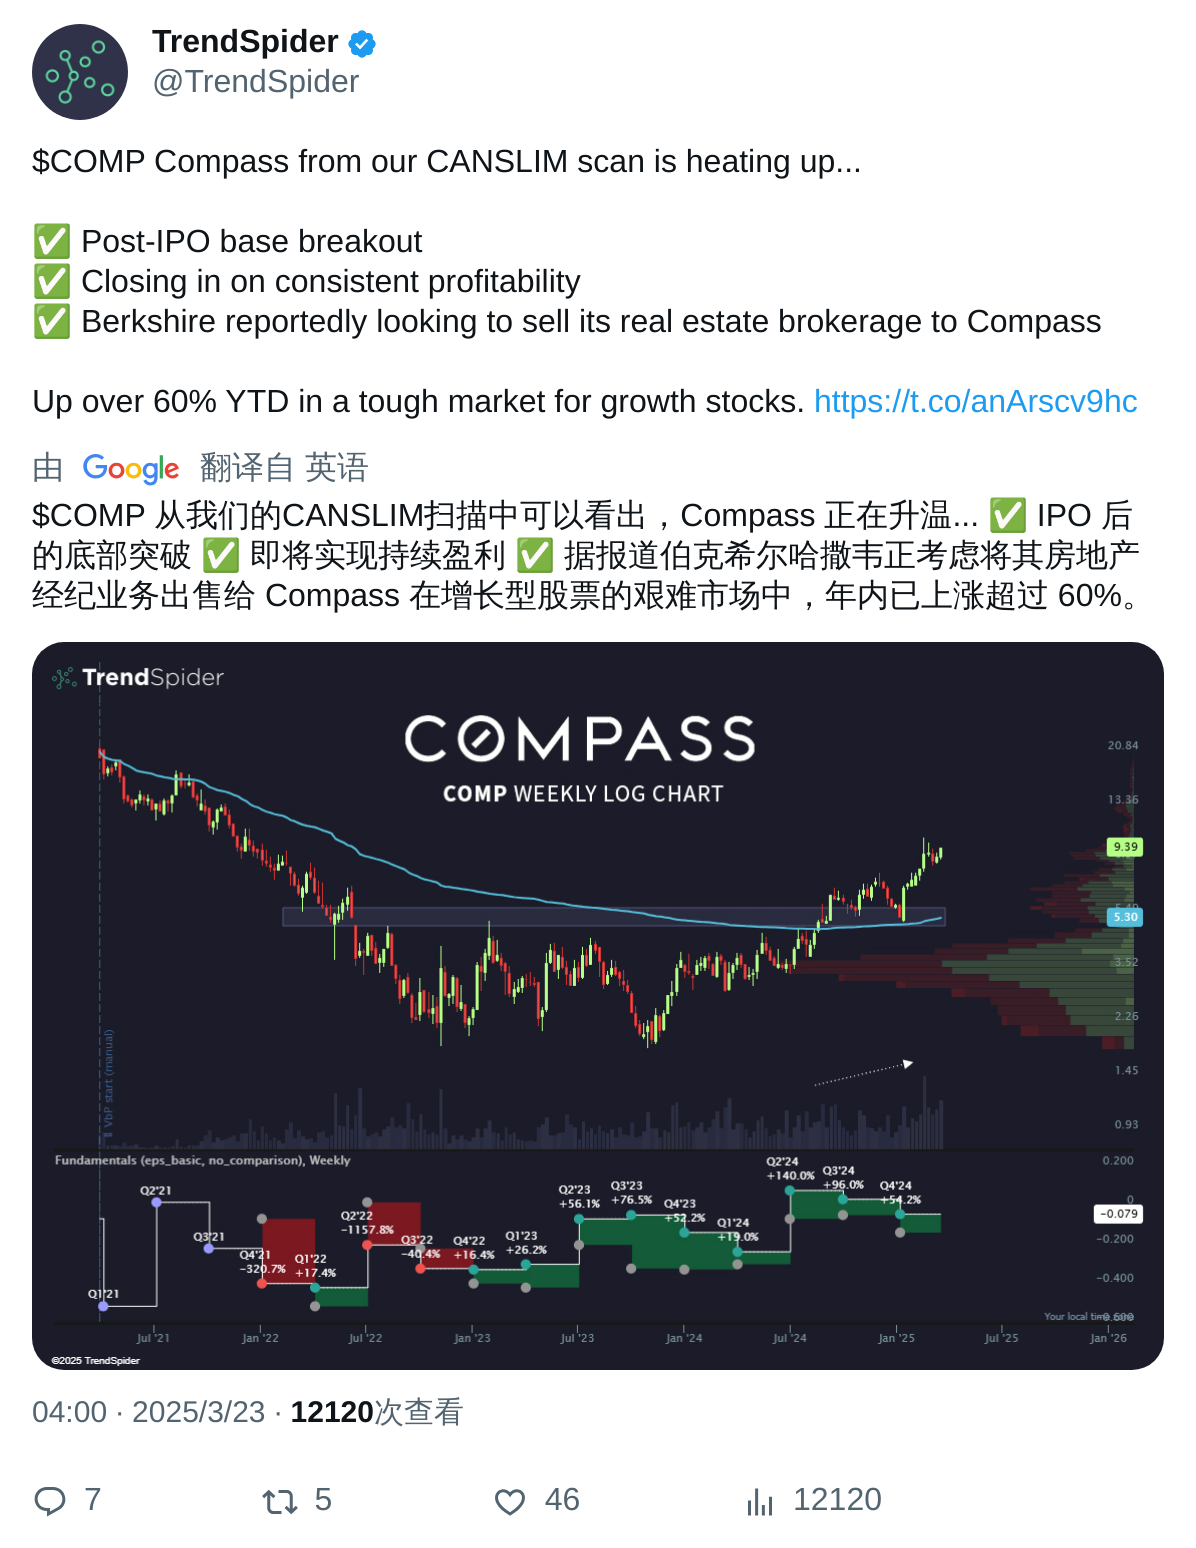 TrendSpider
@TrendSpider
$COMP Compass from our CANSLIM scan is heating up...
✅ Post-IPO base breakout
✅ Closing in on consistent profitability
✅ Berkshire reportedly looking to sell its real estate brokerage to Compass
Up over 60% YTD in a tough market for growth stocks. https://t.co/anArscv9hc
由 Google 翻译自 英语
$COMP 从我们的CANSLIM扫描中可以看出，Compass 正在升温... ✅ IPO 后
的底部突破 ✅ 即将实现持续盈利 ✅ 据报道伯克希尔哈撒韦正考虑将其房地产
经纪业务出售给 Compass 在增长型股票的艰难市场中，年内已上涨超过 60%。
TrendSpider
COMPASS
COMP WEEKLY LOG CHART
20.84
13.36
9.39
5.30
3.52
2.26
1.45
0.93
VbP start (manual)
Fundamentals (eps_basic, no_comparison), Weekly
0.200
0
-0.079
-0.200
-0.400
-0.600
Q1'21
Q2'21
Q3'21
Q4'21
-320.7%
Q1'22
+17.4%
Q2'22
-1157.8%
Q3'22
-40.4%
Q4'22
+16.4%
Q1'23
+26.2%
Q2'23
+56.1%
Q3'23
+76.5%
Q4'23
+52.2%
Q1'24
+19.0%
Q2'24
+140.0%
Q3'24
+96.0%
Q4'24
+54.2%
Your local time
Jul '21 Jan '22 Jul '22 Jan '23 Jul '23 Jan '24 Jul '24 Jan '25 Jul '25 Jan '26
©2025 TrendSpider
04:00 · 2025/3/23 · 12120次查看
7 5 46 12120